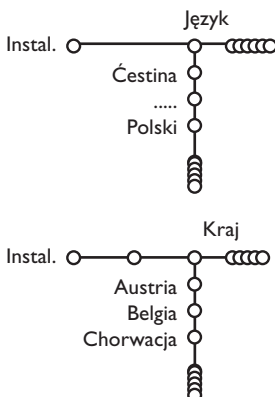 Język
Instal.
Ćestina
.....
Polski
Kraj
Instal.
Austria
Belgia
Chorwacja